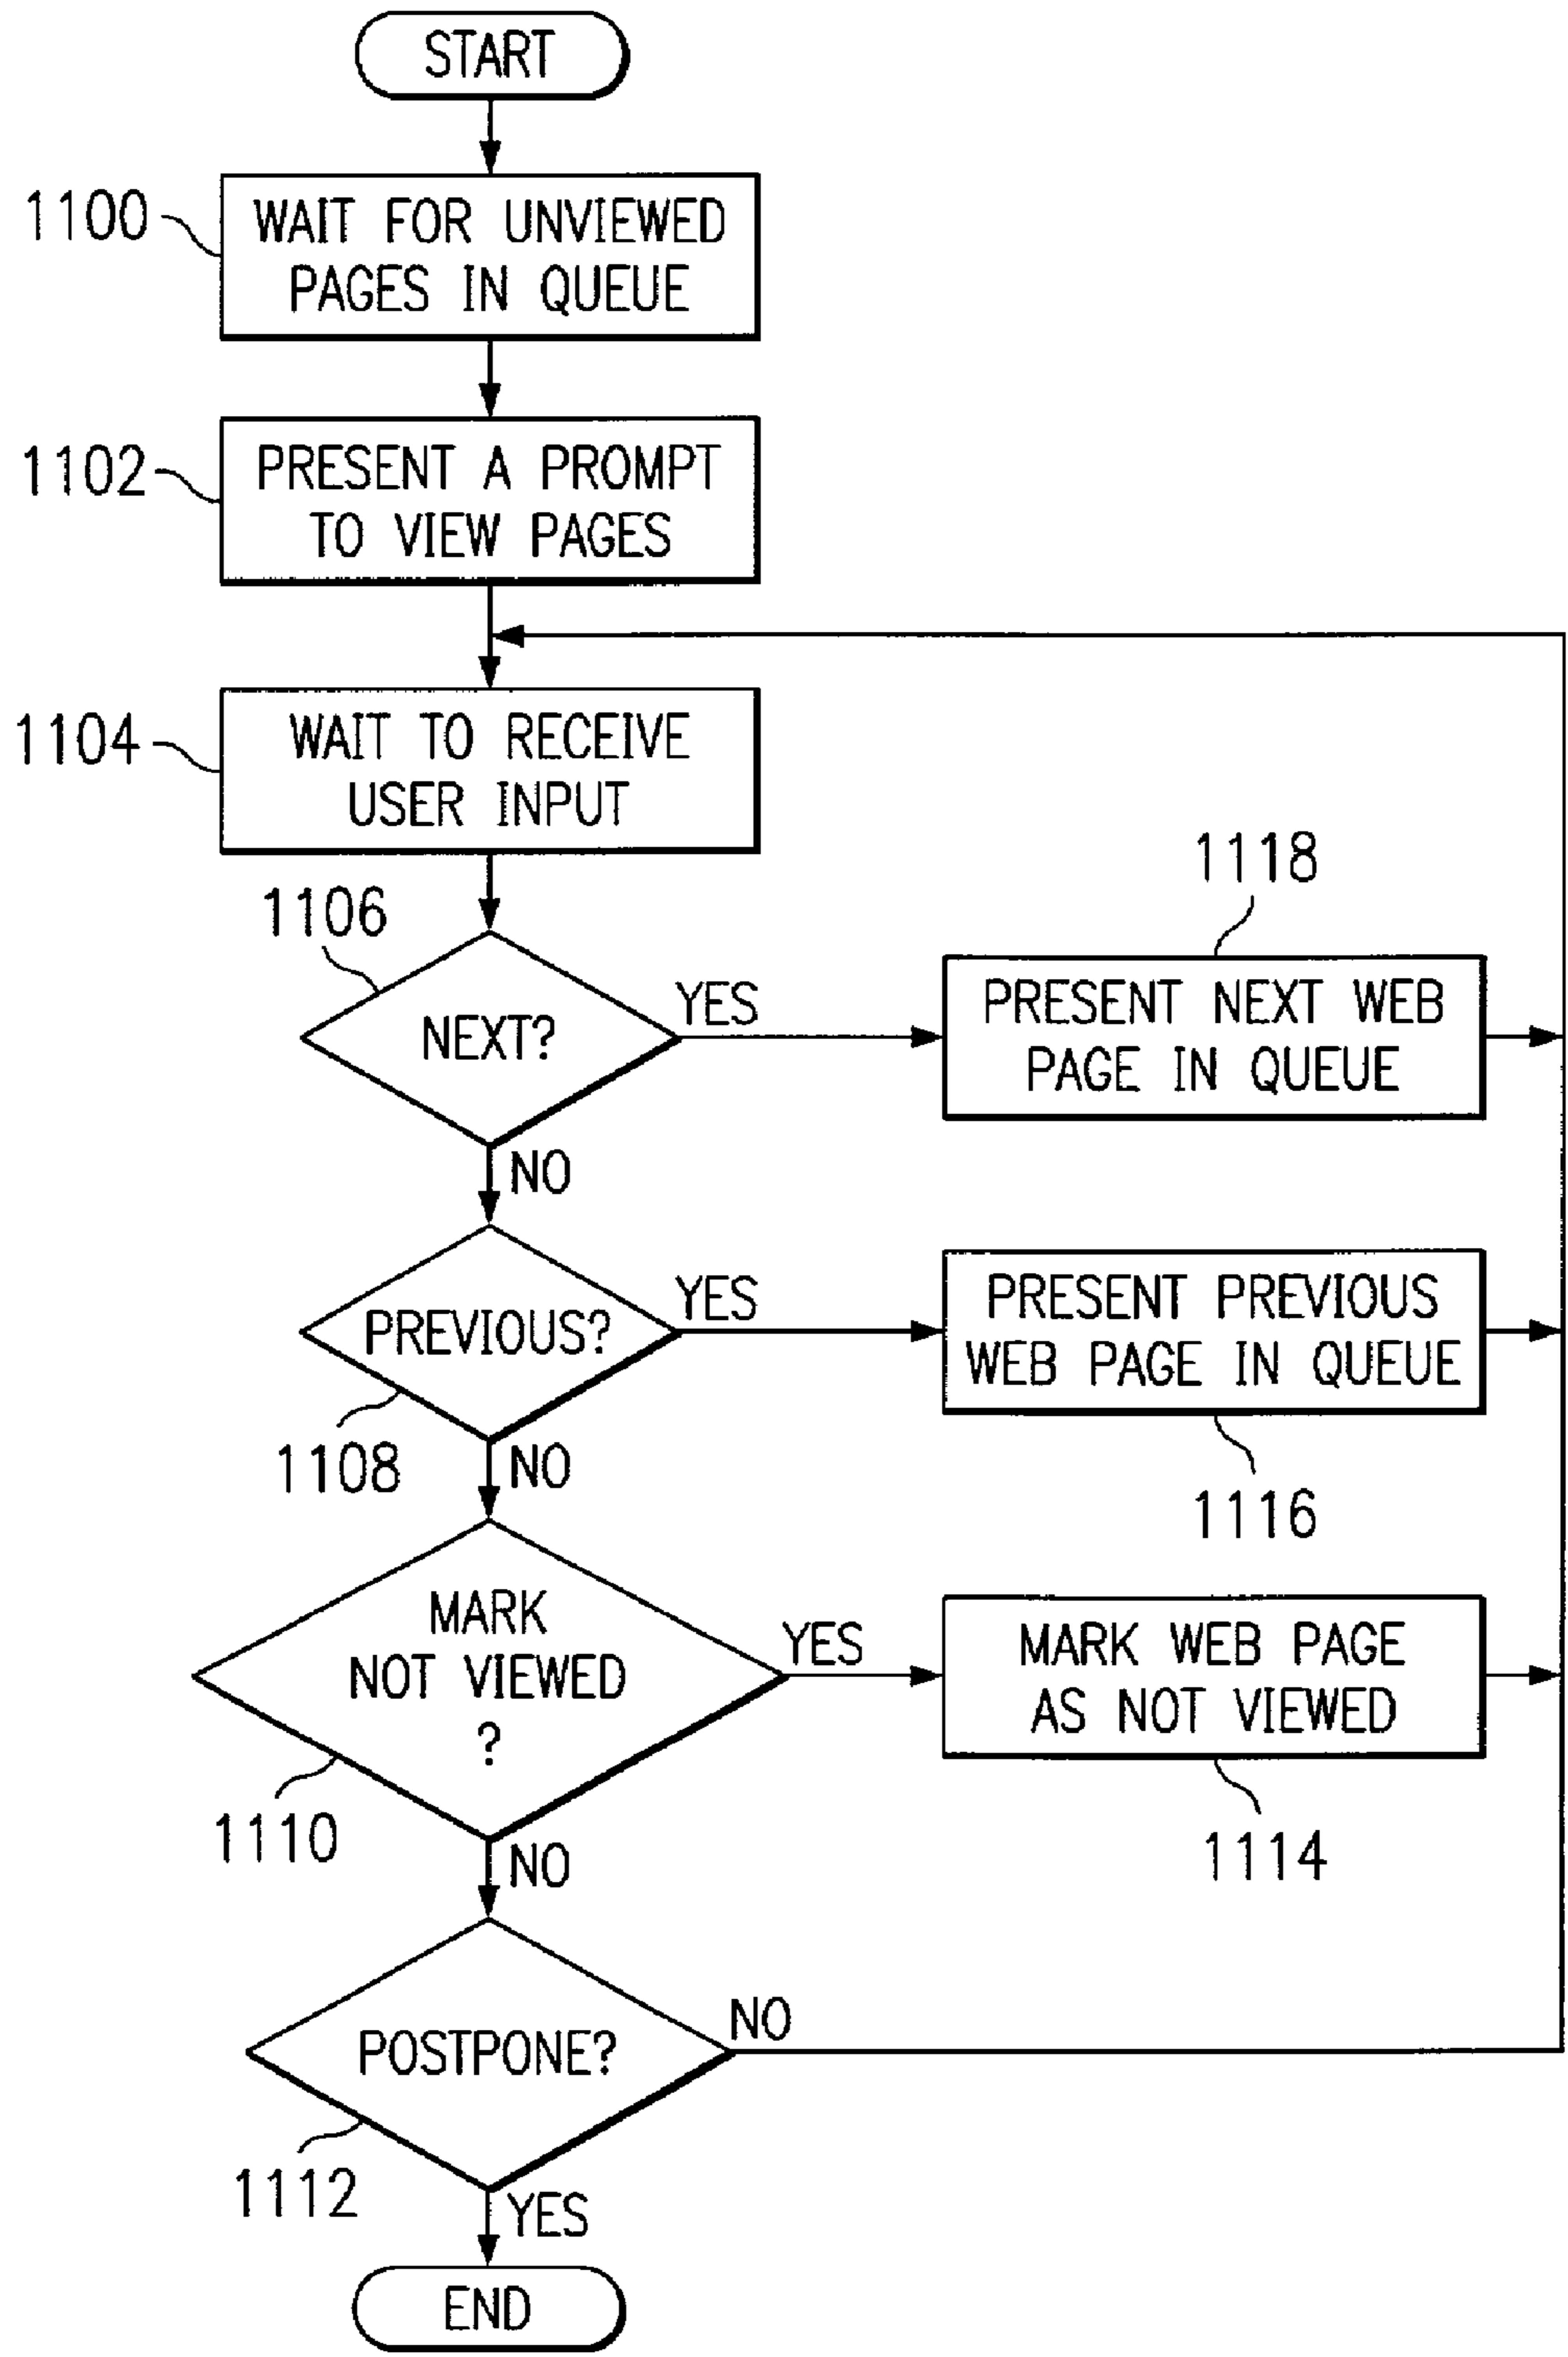 START
1100
WAIT FOR UNVIEWED
PAGES IN QUEUE
1102
PRESENT A PROMPT
TO VIEW PAGES
1104
WAIT TO RECEIVE
USER INPUT
1106
NEXT?
YES
1118
PRESENT NEXT WEB
PAGE IN QUEUE
NO
PREVIOUS?
1108
YES
PRESENT PREVIOUS
WEB PAGE IN QUEUE
1116
NO
MARK
NOT VIEWED
?
1110
YES
MARK WEB PAGE
AS NOT VIEWED
1114
NO
POSTPONE?
1112
NO
YES
END